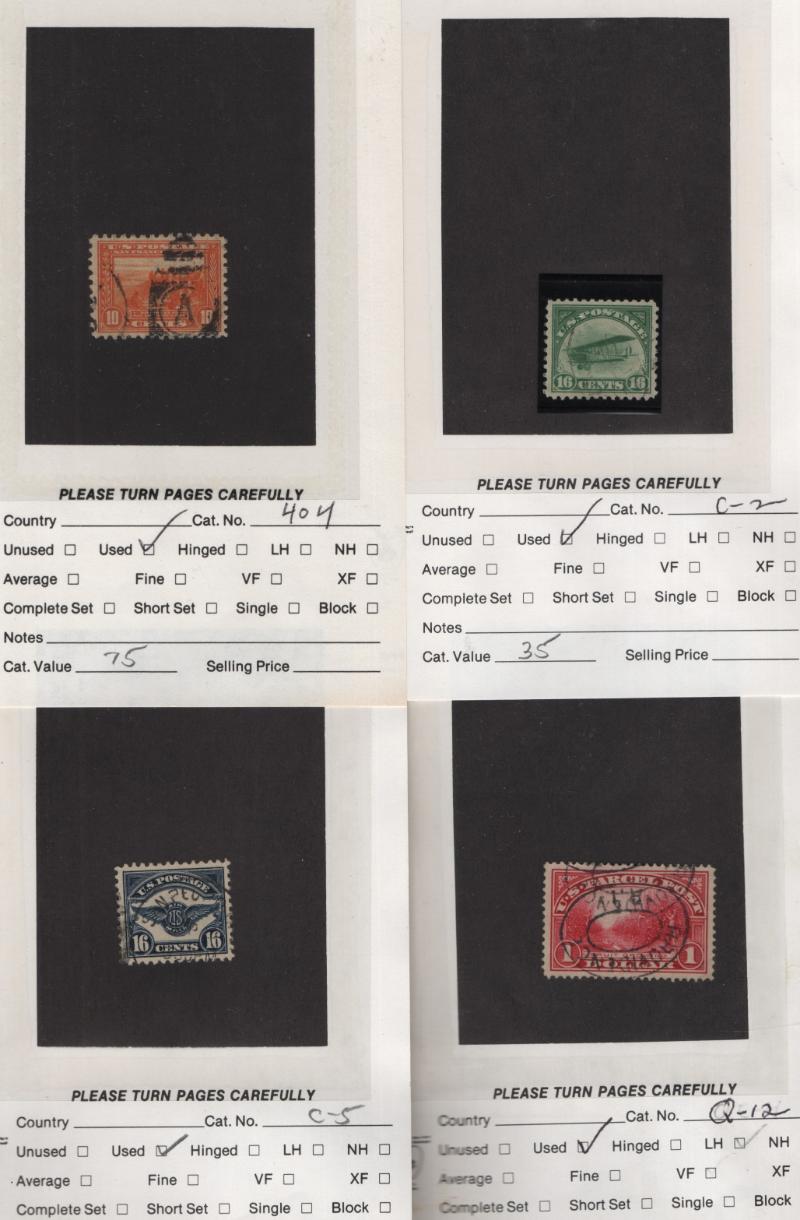 U.S. POSTAGE
SAN FRANCISCO
10 10
CENTS
A
PLEASE TURN PAGES CAREFULLY
Country Cat. No. 404
Unused ☐ Used ☑ Hinged ☐ LH ☐ NH ☐
Average ☐ Fine ☐ VF ☐ XF ☐
Complete Set ☐ Short Set ☐ Single ☐ Block ☐
Notes
Cat. Value 75 Selling Price
U.S. POSTAGE
16 CENTS 16
PLEASE TURN PAGES CAREFULLY
Country Cat. No. C-2
Unused ☐ Used ☑ Hinged ☐ LH ☐ NH ☐
Average ☐ Fine ☐ VF ☐ XF ☐
Complete Set ☐ Short Set ☐ Single ☐ Block ☐
Notes
Cat. Value 35 Selling Price
U.S. POSTAGE
US
16 CENTS 16
PLEASE TURN PAGES CAREFULLY
Country Cat. No. C-5
Unused ☐ Used ☑ Hinged ☐ LH ☐ NH ☐
Average ☐ Fine ☐ VF ☐ XF ☐
Complete Set ☐ Short Set ☐ Single ☐ Block ☐
U.S. PARCEL POST
1 DOLLAR 1
PLEASE TURN PAGES CAREFULLY
Country Cat. No. Q-12
Unused ☐ Used ☑ Hinged ☐ LH ☑ NH
Average ☐ Fine ☐ VF ☐ XF
Complete Set ☐ Short Set ☐ Single ☐ Block